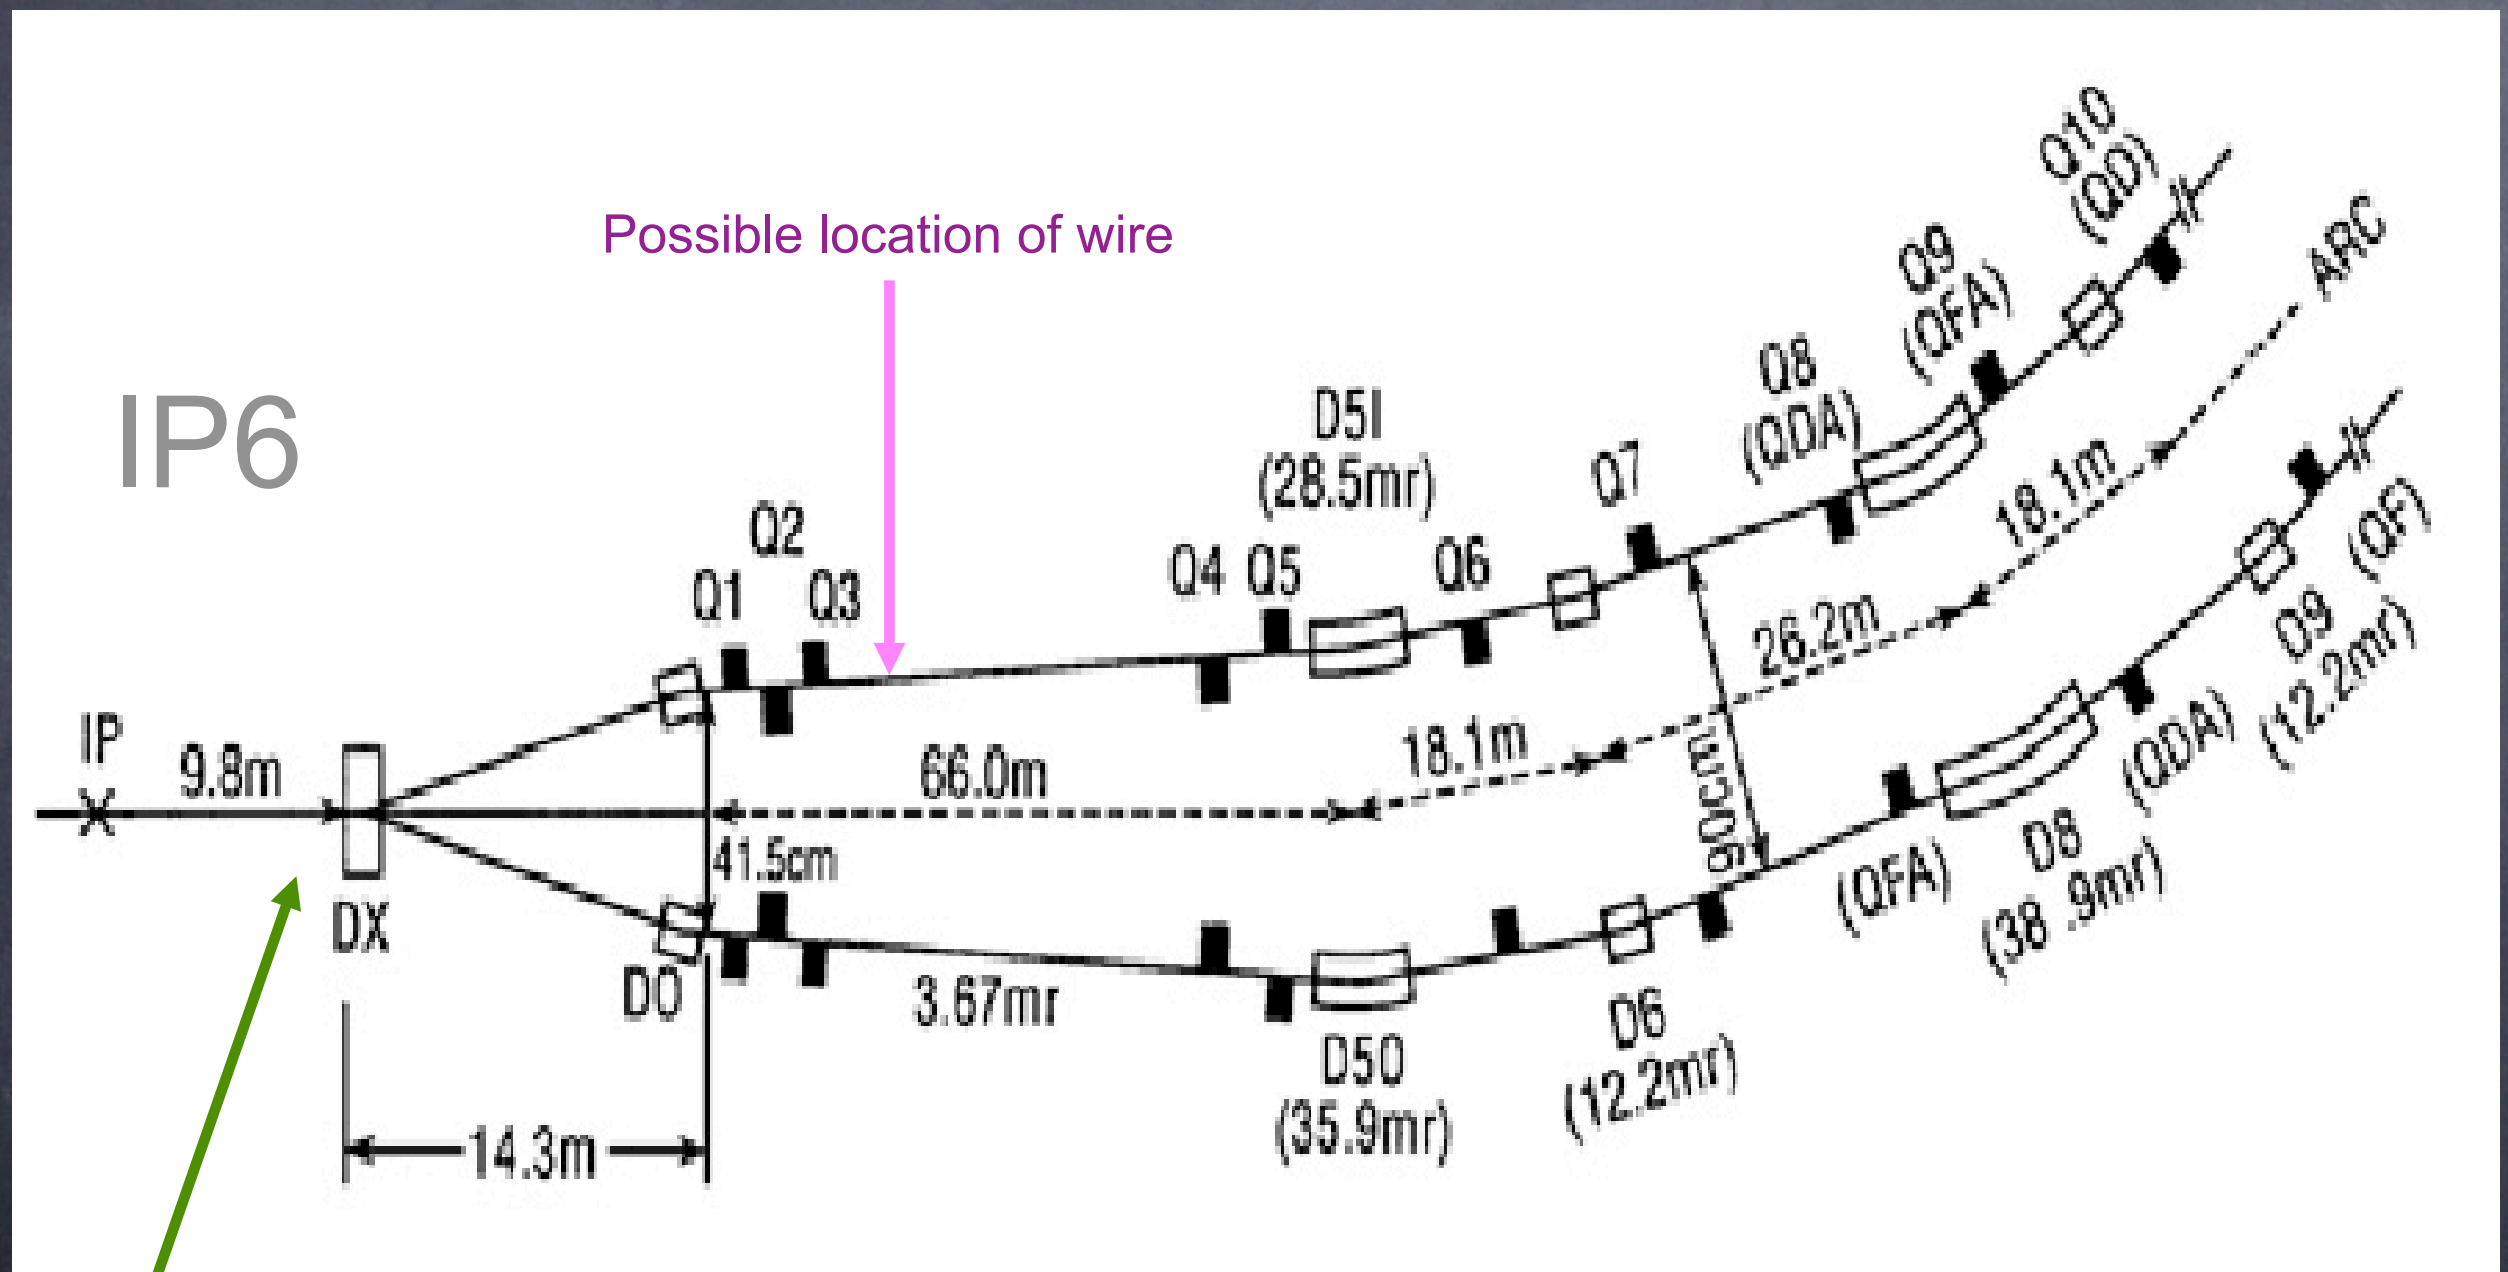 Possible location of wire
IP6
Q10
(QD)
ARC
Q9
(QFA)
Q8
(QDA)
D5I
(28.5mr)
Q7
Q2
Q1
Q3
Q4
Q5
Q6
18.1m
26.2m
18.1m
IP
9.8m
66.0m
90cm
41.5cm
DX
DO
3.67mr
14.3m
D5O
(35.9mr)
D6
(12.2mr)
(QFA)
D8
(38.9mr)
(QDA)
D9
(12.2mr)
(QF)